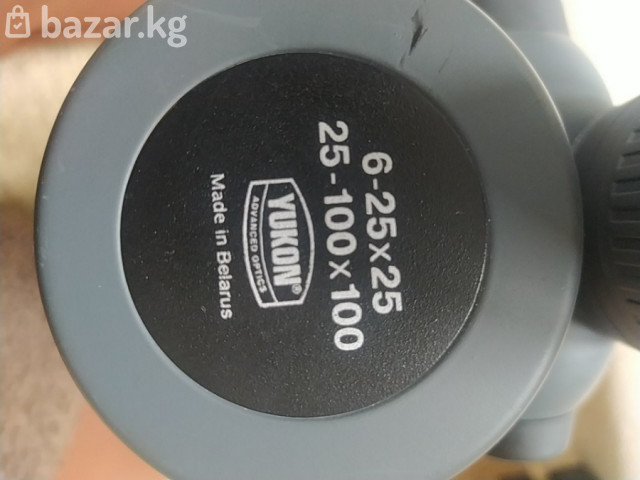 bazar.kg
6-25x25
25-100x100
YUKON®
ADVANCED OPTICS
Made in Belarus